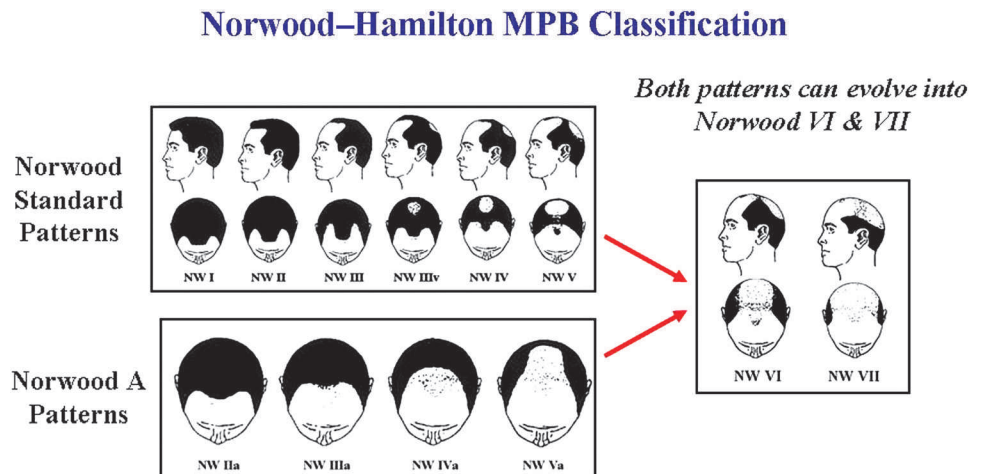 Norwood–Hamilton MPB Classification
Both patterns can evolve into
Norwood VI & VII
Norwood
Standard
Patterns
NW I
NW II
NW III
NW IIIv
NW IV
NW V
NW VI
NW VII
Norwood A
Patterns
NW IIa
NW IIIa
NW IVa
NW Va